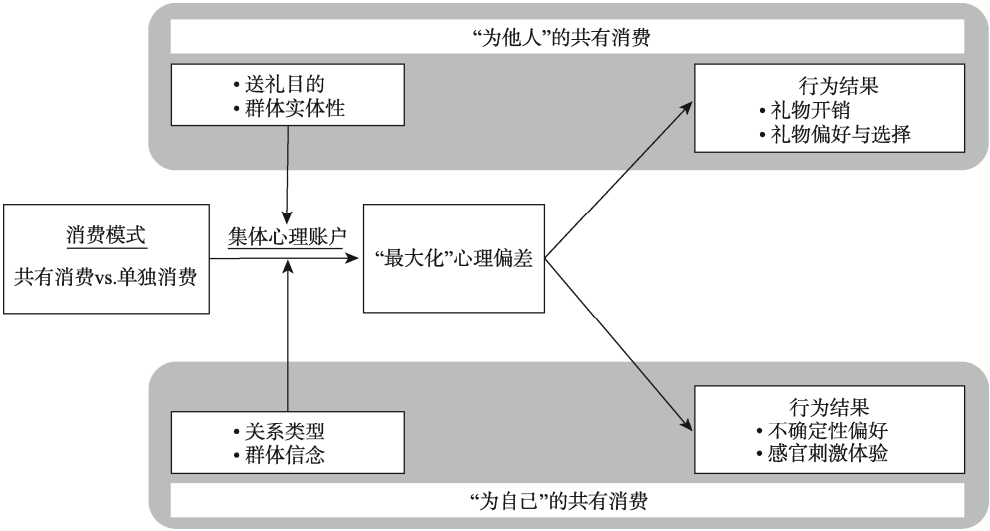 “为他人”的共有消费
• 送礼目的
• 群体实体性
行为结果
• 礼物开销
• 礼物偏好与选择
消费模式
共有消费vs.单独消费
集体心理账户
“最大化”心理偏差
• 关系类型
• 群体信念
行为结果
• 不确定性偏好
• 感官刺激体验
“为自己”的共有消费